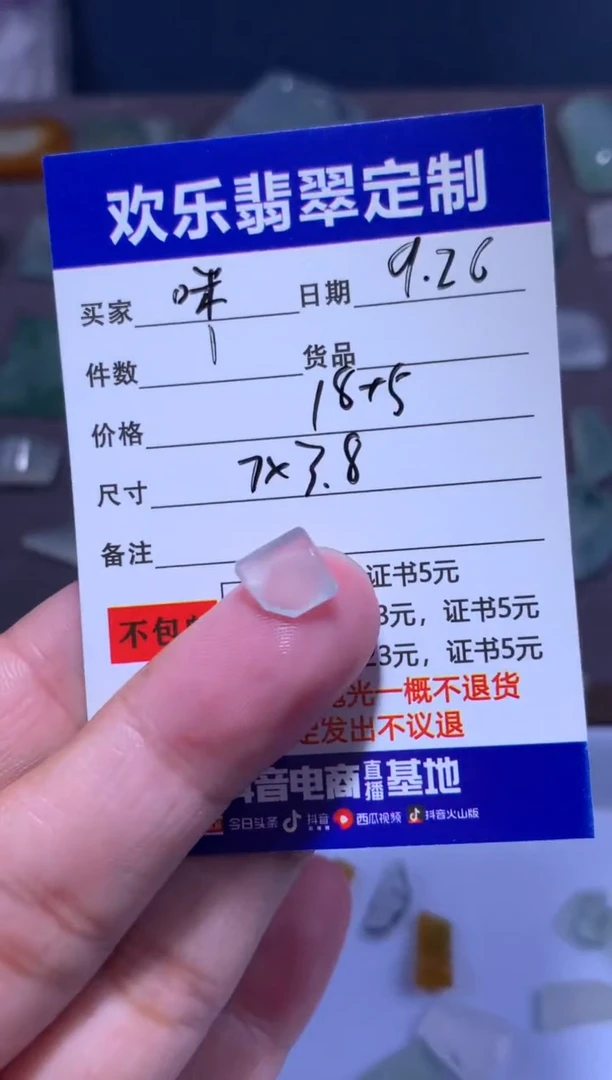 欢乐翡翠定制
买家 咪 日期 9.26
件数 1 货品
价格 18+5
尺寸 7x3.8
备注
证书5元
不包 3元，证书5元
23元，证书5元
光一概不退货
定发出不议退
抖音电商直播基地
今日头条 抖音 西瓜视频 抖音火山版